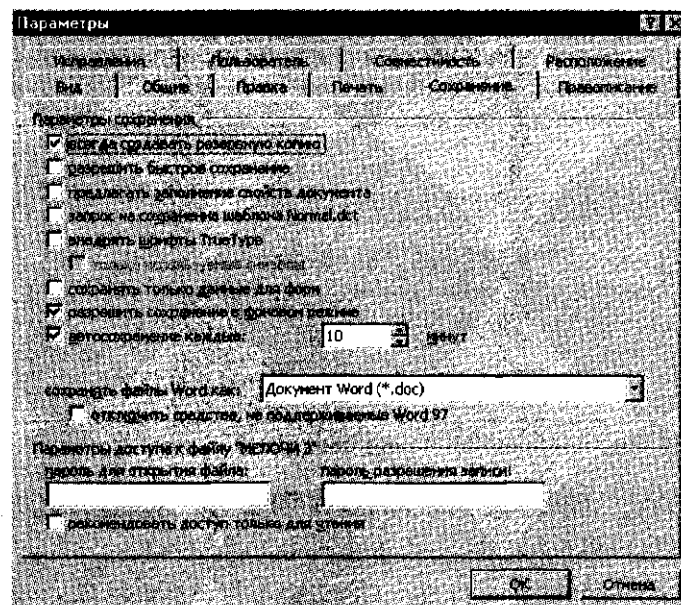 Параметры
Исправления Пользователь Совместимость Расположение
Вид Общие Правка Печать Сохранение Правописание
Параметры сохранения
всегда создавать резервную копию
разрешить быстрое сохранение
предлагать заполнение свойств документа
запрос на сохранение шаблона Normal.dot
внедрять шрифты TrueType
сохранять только данные для форм
разрешить сохранение в фоновом режиме
автосохранение каждые: 10 минут
сохранять файлы Word как: Документ Word (*.doc)
отключить средства, не поддерживаемые Word 97
Параметры доступа к файлу "МЕЛОЧИ 2"
пароль для открытия файла: пароль разрешения записи:
рекомендовать доступ только для чтения
OK Отмена